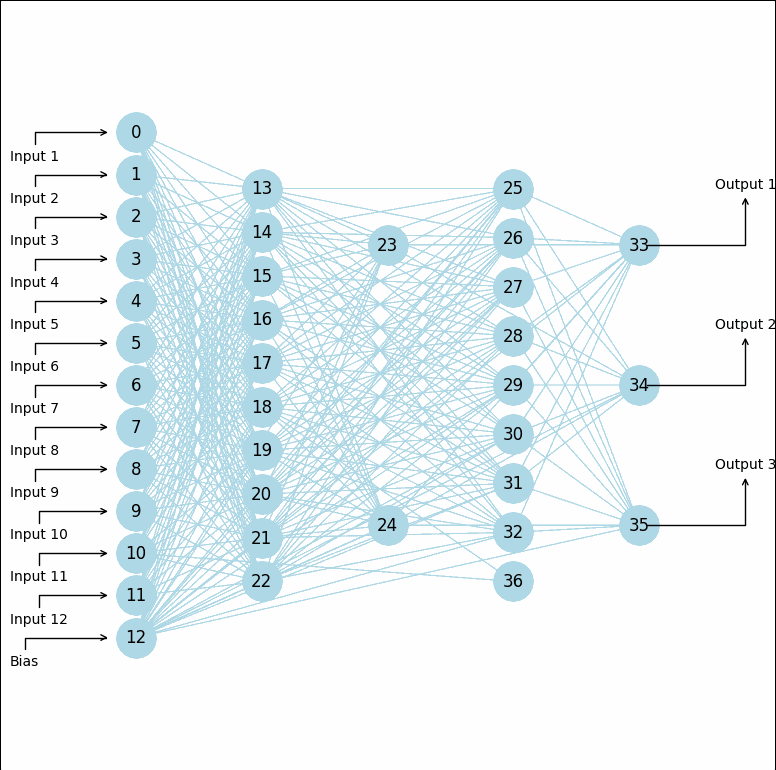 0
Input 1
1
Input 2
2
Input 3
3
Input 4
4
Input 5
5
Input 6
6
Input 7
7
Input 8
8
Input 9
9
Input 10
10
Input 11
11
Input 12
12
Bias
13
14
15
16
17
18
19
20
21
22
23
24
25
26
27
28
29
30
31
32
36
33
34
35
Output 1
Output 2
Output 3